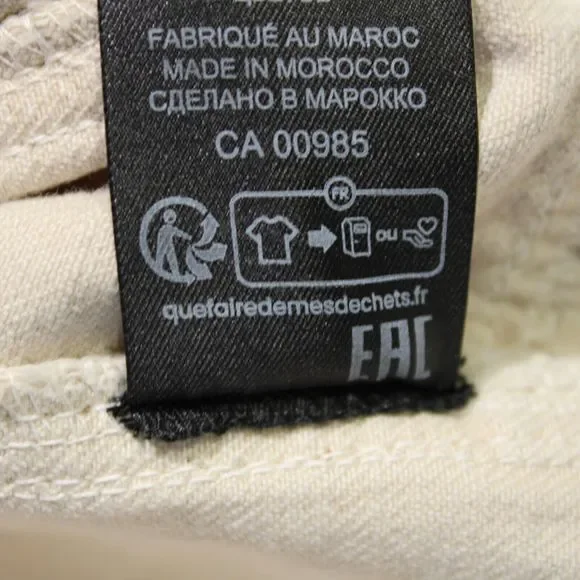 FABRIQUÉ AU MAROC
MADE IN MOROCCO
СДЕЛАНО В МАРОККО
CA 00985
FR
ou
quefairedemesdechets.fr
EAC